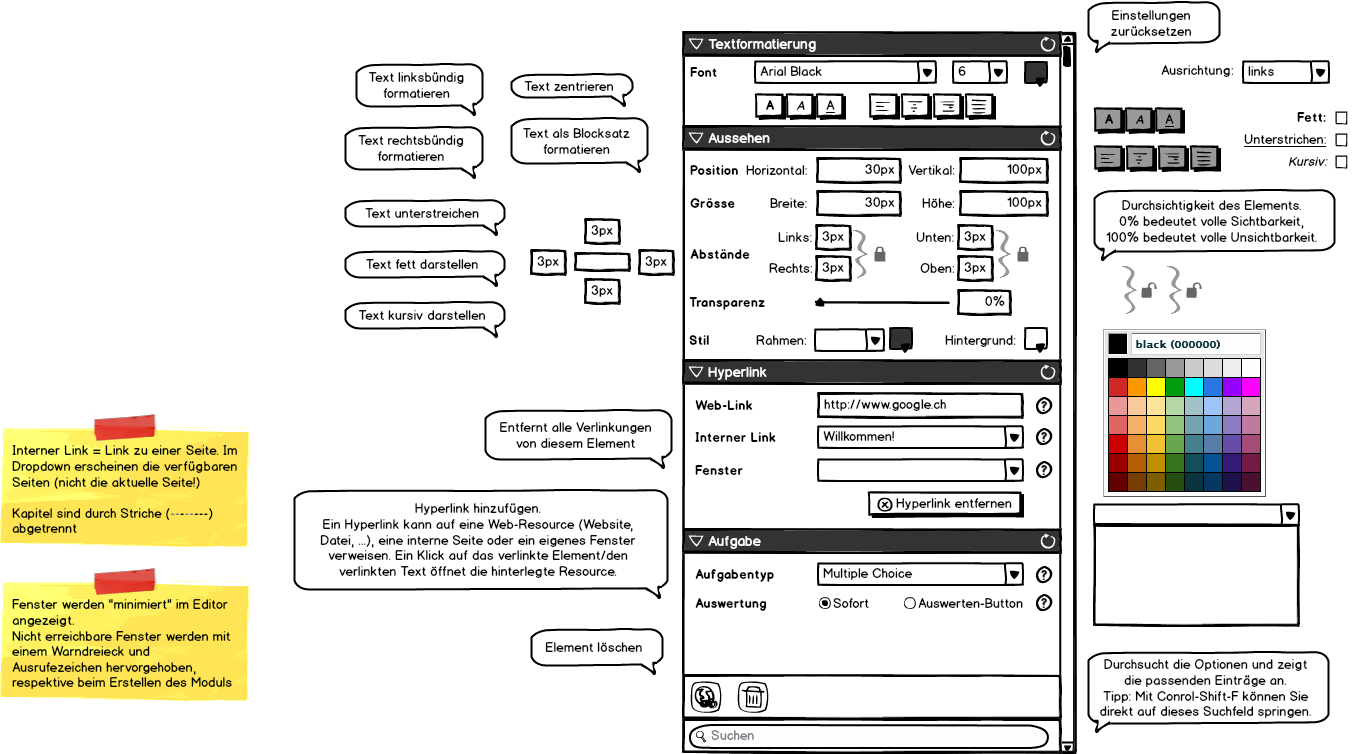 Text linksbündig
formatieren
Text zentrieren
Text rechtsbündig
formatieren
Text als Blocksatz
formatieren
Text unterstreichen
Text fett darstellen
Text kursiv darstellen
3px
3px
3px
3px
Entfernt alle Verlinkungen
von diesem Element
Hyperlink hinzufügen.
Ein Hyperlink kann auf eine Web-Resource (Website,
Datei, ...), eine interne Seite oder ein eigenes Fenster
verweisen. Ein Klick auf das verlinkte Element/den
verlinkten Text öffnet die hinterlegte Resource.
Element löschen
Interner Link = Link zu einer Seite. Im
Dropdown erscheinen die verfügbaren
Seiten (nicht die aktuelle Seite!)
Kapitel sind durch Striche (--------)
abgetrennt
Fenster werden "minimiert" im Editor
angezeigt.
Nicht erreichbare Fenster werden mit
einem Warndreieck und
Ausrufezeichen hervorgehoben,
respektive beim Erstellen des Moduls
Textformatierung
Font Arial Black 6
A A A
Aussehen
Position Horizontal: 30px Vertikal: 100px
Grösse Breite: 30px Höhe: 100px
Abstände
Links: 3px Unten: 3px
Rechts: 3px Oben: 3px
Transparenz 0%
Stil Rahmen: Hintergrund:
Hyperlink
Web-Link http://www.google.ch ?
Interner Link Willkommen! ?
Fenster ?
Hyperlink entfernen
Aufgabe
Aufgabentyp Multiple Choice ?
Auswertung Sofort Auswerten-Button ?
Suchen
Einstellungen
zurücksetzen
Ausrichtung: links
A A A
Fett:
Unterstrichen:
Kursiv:
Durchsichtigkeit des Elements.
0% bedeutet volle Sichtbarkeit,
100% bedeutet volle Unsichtbarkeit.
black (000000)
Durchsucht die Optionen und zeigt
die passenden Einträge an.
Tipp: Mit Conrol-Shift-F können Sie
direkt auf dieses Suchfeld springen.